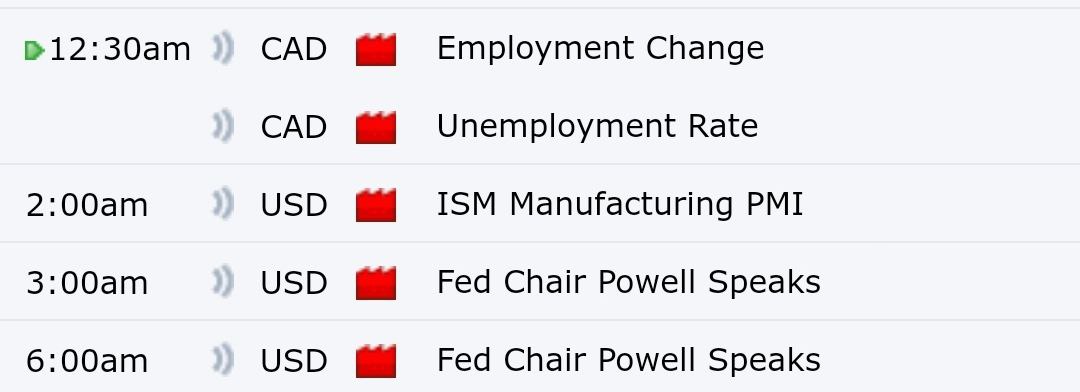 12:30am CAD Employment Change
CAD Unemployment Rate
2:00am USD ISM Manufacturing PMI
3:00am USD Fed Chair Powell Speaks
6:00am USD Fed Chair Powell Speaks